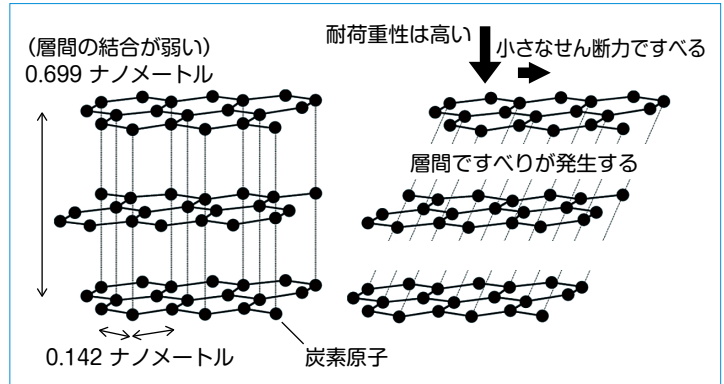 (層間の結合が弱い)
0.699 ナノメートル
0.142 ナノメートル
炭素原子
耐荷重性は高い
小さなせん断力ですべる
層間ですべりが発生する